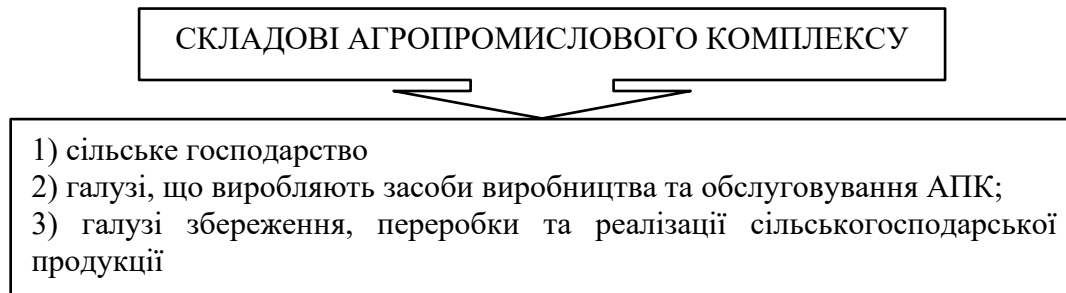 СКЛАДОВІ АГРОПРОМИСЛОВОГО КОМПЛЕКСУ
1) сільське господарство
2) галузі, що виробляють засоби виробництва та обслуговування АПК;
3) галузі збереження, переробки та реалізації сільськогосподарської
продукції